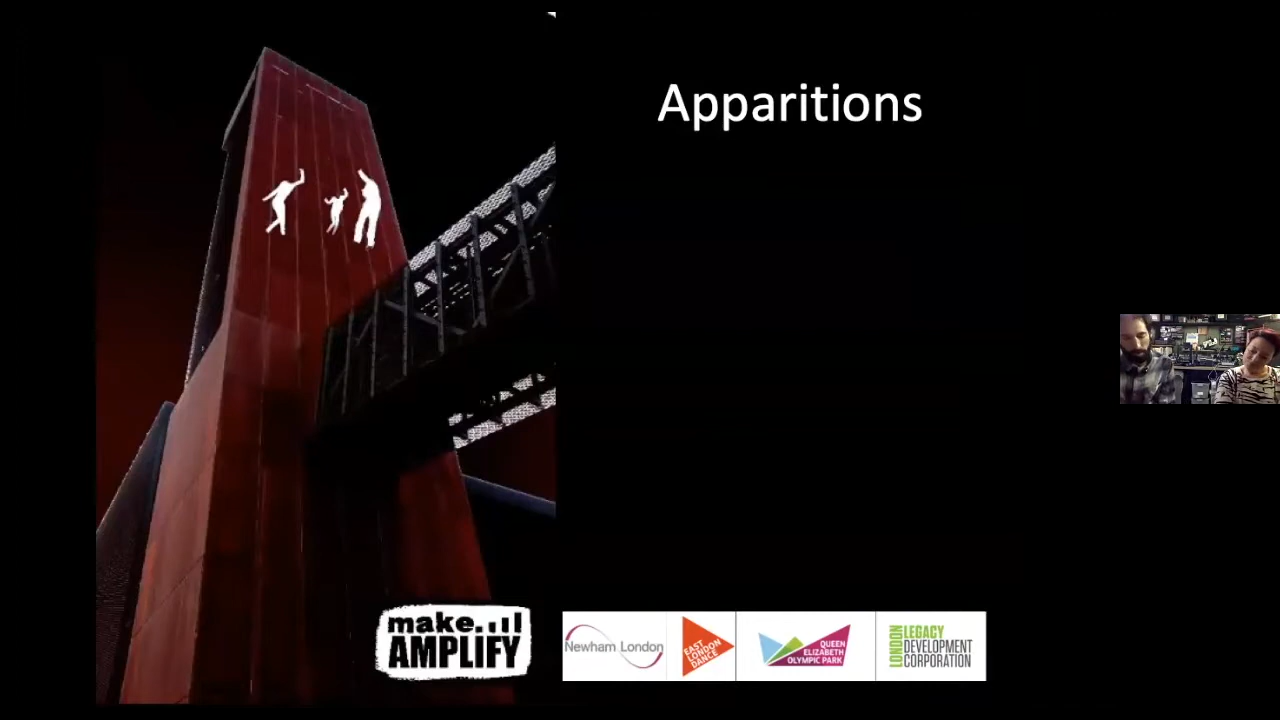 Apparitions
make...ıl
AMPLIFY
Newham London
EAST
LONDON
DANCE
QUEEN
ELIZABETH
OLYMPIC PARK
LONDON
LEGACY
DEVELOPMENT
CORPORATION